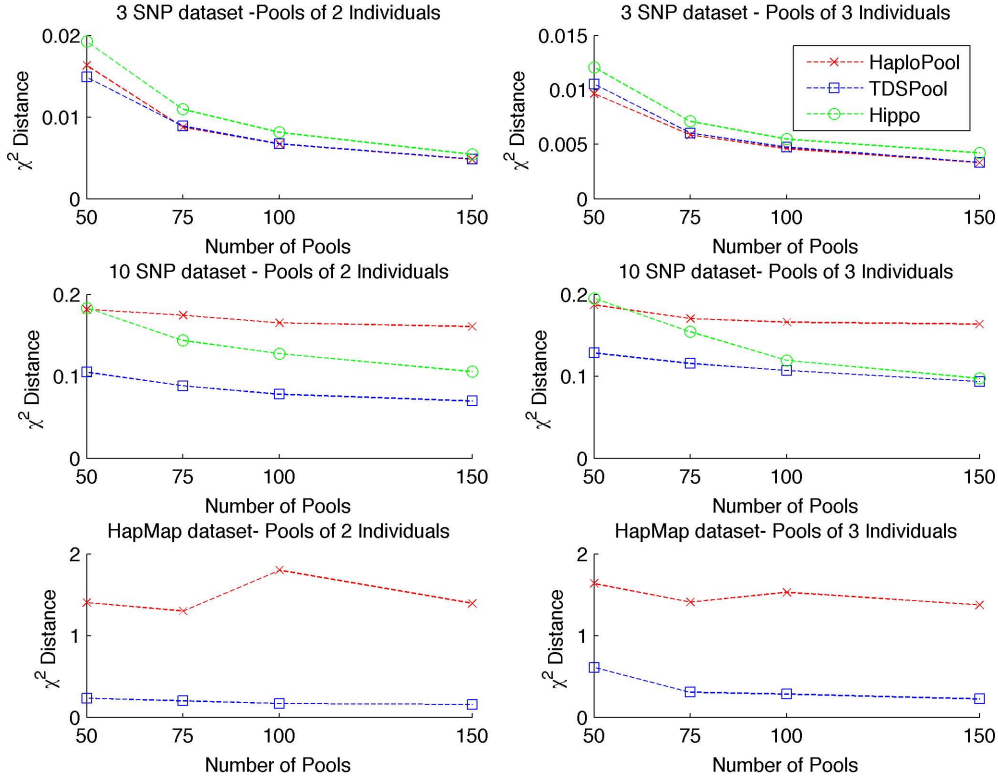 3 SNP dataset -Pools of 2 Individuals
0.02
0.01
0
χ² Distance
50 75 100 150
Number of Pools
3 SNP dataset - Pools of 3 Individuals
0.015
0.01
0.005
0
χ² Distance
HaploPool
TDSPool
Hippo
50 75 100 150
Number of Pools
10 SNP dataset - Pools of 2 Individuals
0.2
0.1
0
χ² Distance
50 75 100 150
Number of Pools
10 SNP dataset- Pools of 3 Individuals
0.2
0.1
0
χ² Distance
50 75 100 150
Number of Pools
HapMap dataset- Pools of 2 Individuals
2
1
0
χ² Distance
50 75 100 150
Number of Pools
HapMap dataset- Pools of 3 Individuals
2
1
0
χ² Distance
50 75 100 150
Number of Pools